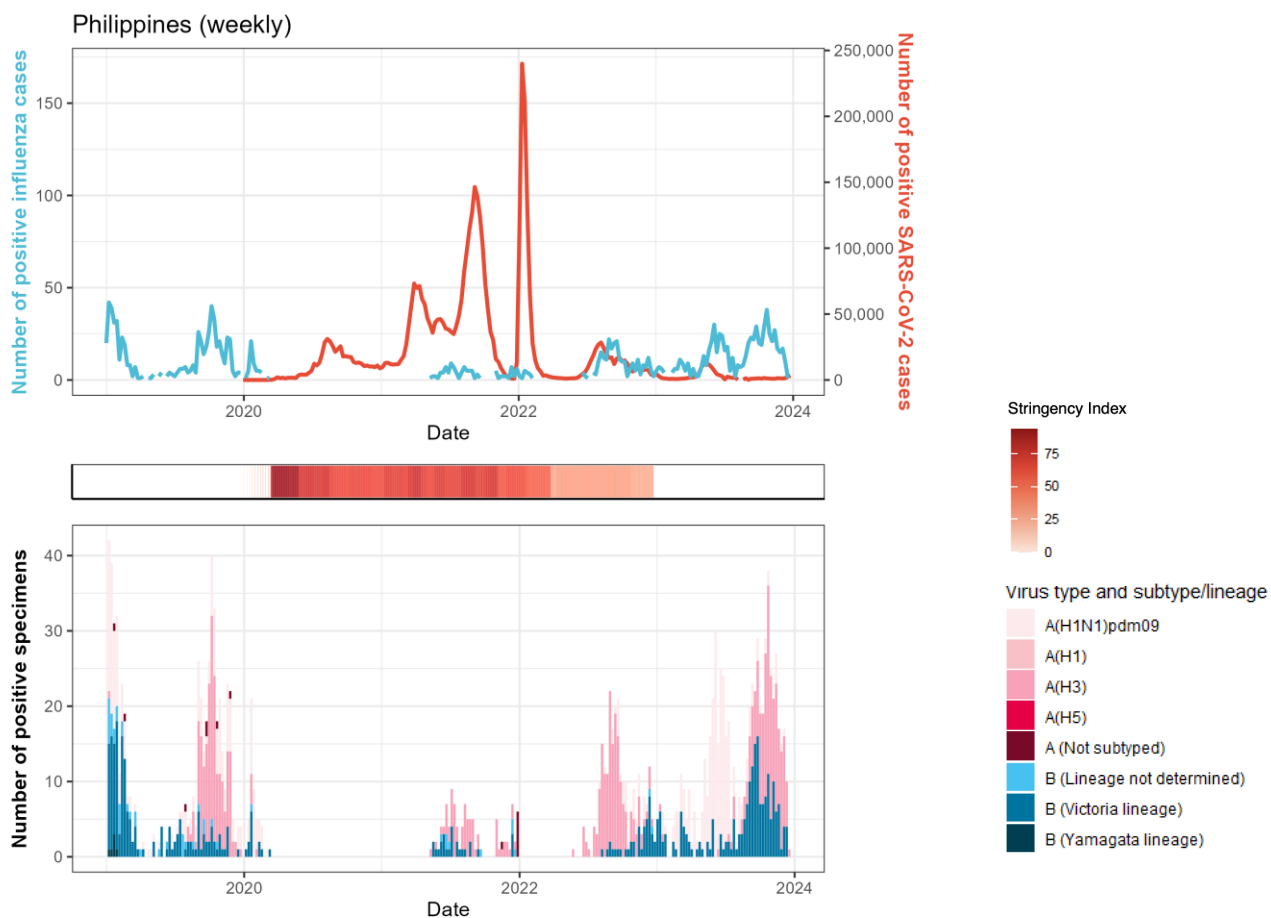 Philippines (weekly)
Number of positive influenza cases
150
100
50
0
250,000
200,000
150,000
100,000
50,000
0
Number of positive SARS-CoV-2 cases
2020
2022
2024
Date
Stringency Index
75
50
25
0
Number of positive specimens
40
30
20
10
0
2020
2022
2024
Date
Virus type and subtype/lineage
A(H1N1)pdm09
A(H1)
A(H3)
A(H5)
A (Not subtyped)
B (Lineage not determined)
B (Victoria lineage)
B (Yamagata lineage)